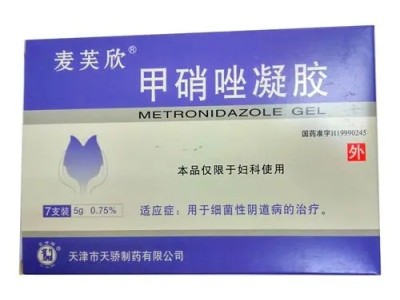 麦芙欣®
甲硝唑凝胶
METRONIDAZOLE GEL
国药准字H19990245
外
本品仅限于妇科使用
7支装 5g 0.75%
适应症：用于细菌性阴道病的治疗。
天津市天骄制药有限公司